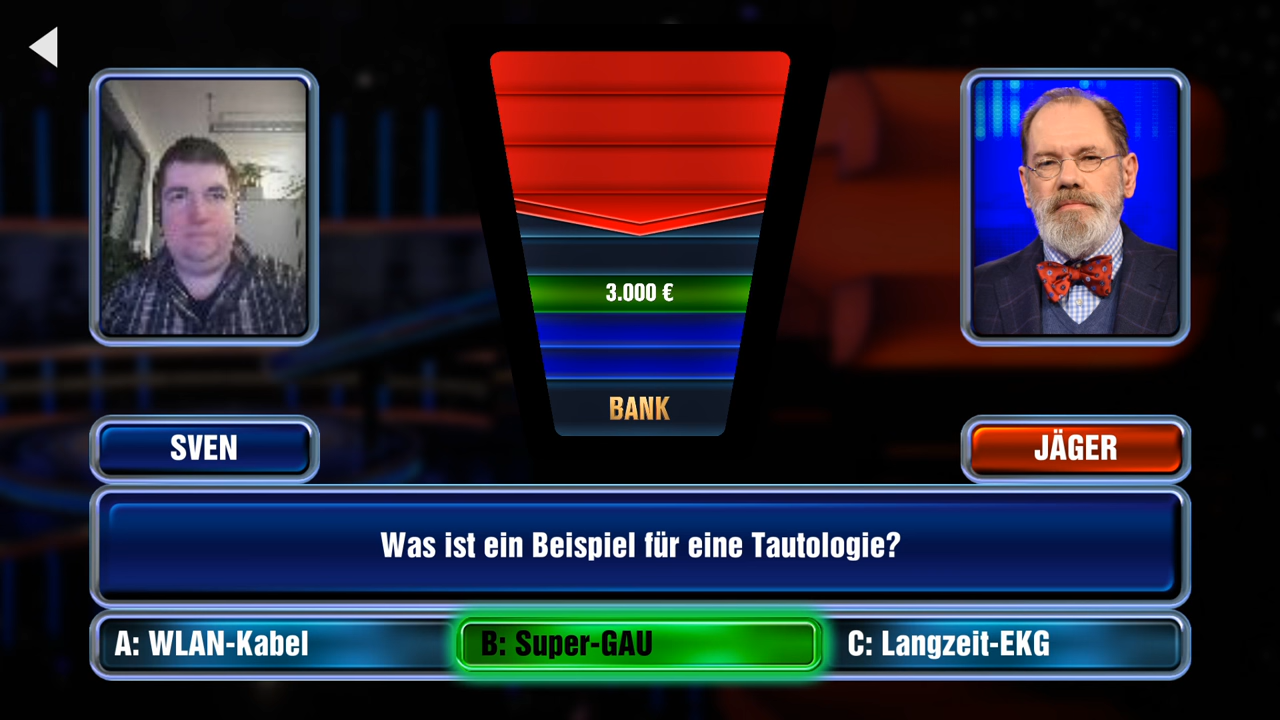 3.000 €
BANK
SVEN
JÄGER
Was ist ein Beispiel für eine Tautologie?
A: WLAN-Kabel
B: Super-GAU
C: Langzeit-EKG